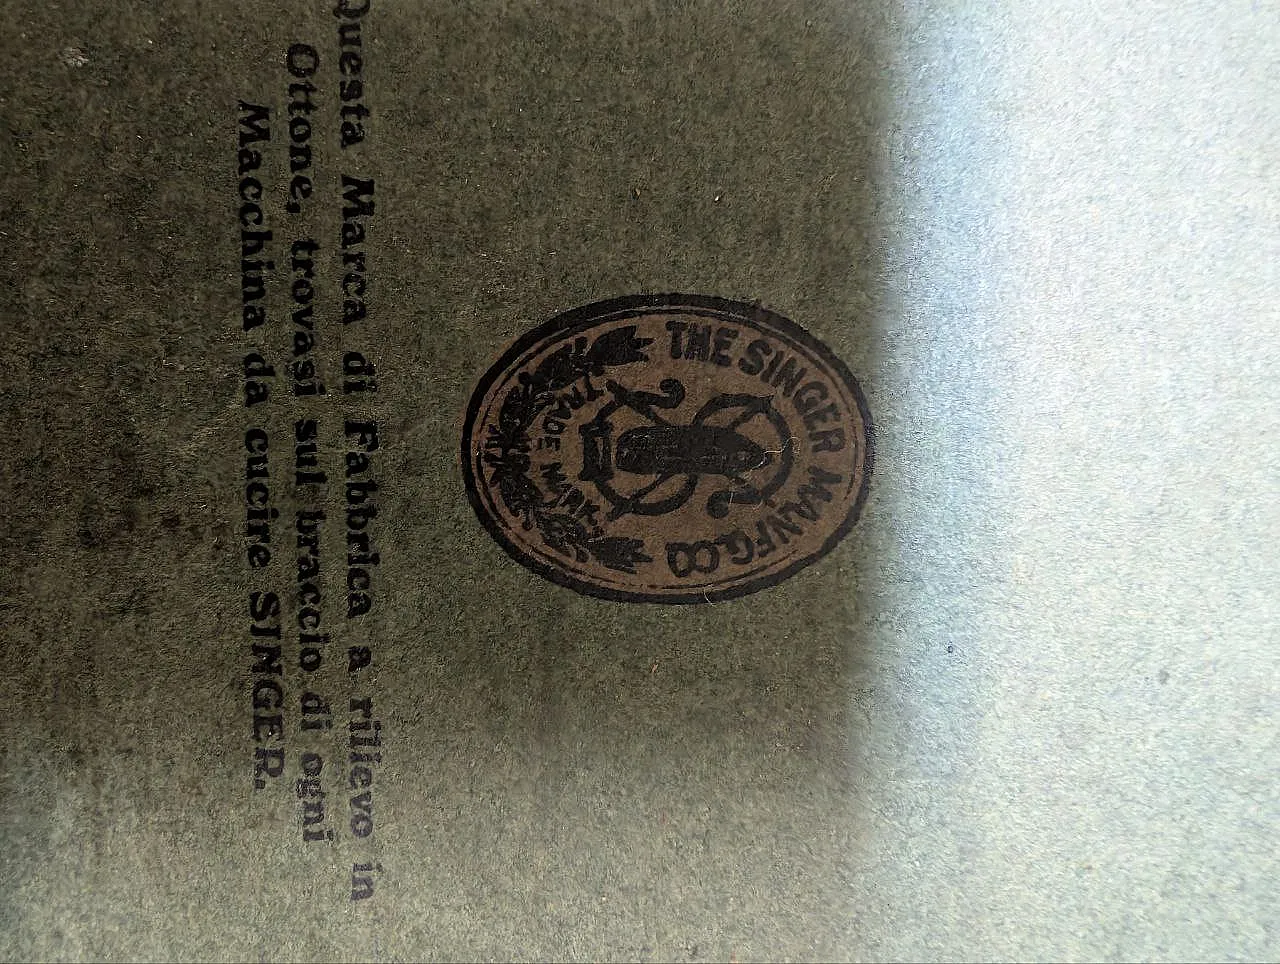 THE SINGER MANFG.CO.
TRADE MARK.
Questa Marca di Fabbrica a rilievo in
Ottone, trovasi sul braccio di ogni
Macchina da cucire SINGER.